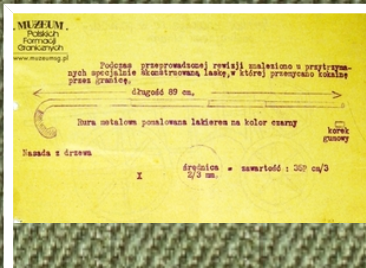 MUZEUM
Polskich
Formacji
Granicznych
www.muzeumsg.pl
Podczas przeprowadzonej rewizji znaleziono u przytrzyma-
nych specjalnie skonstruowaną laskę, w której przemycano kokainę
przez granicę.
długość 89 cm.
Rura metalowa pomalowana lakierem na kolor czarny
korek
gumowy
Nasada z drzewa
średnica = zawartość : 369 cm/3
X 2/3 mm.